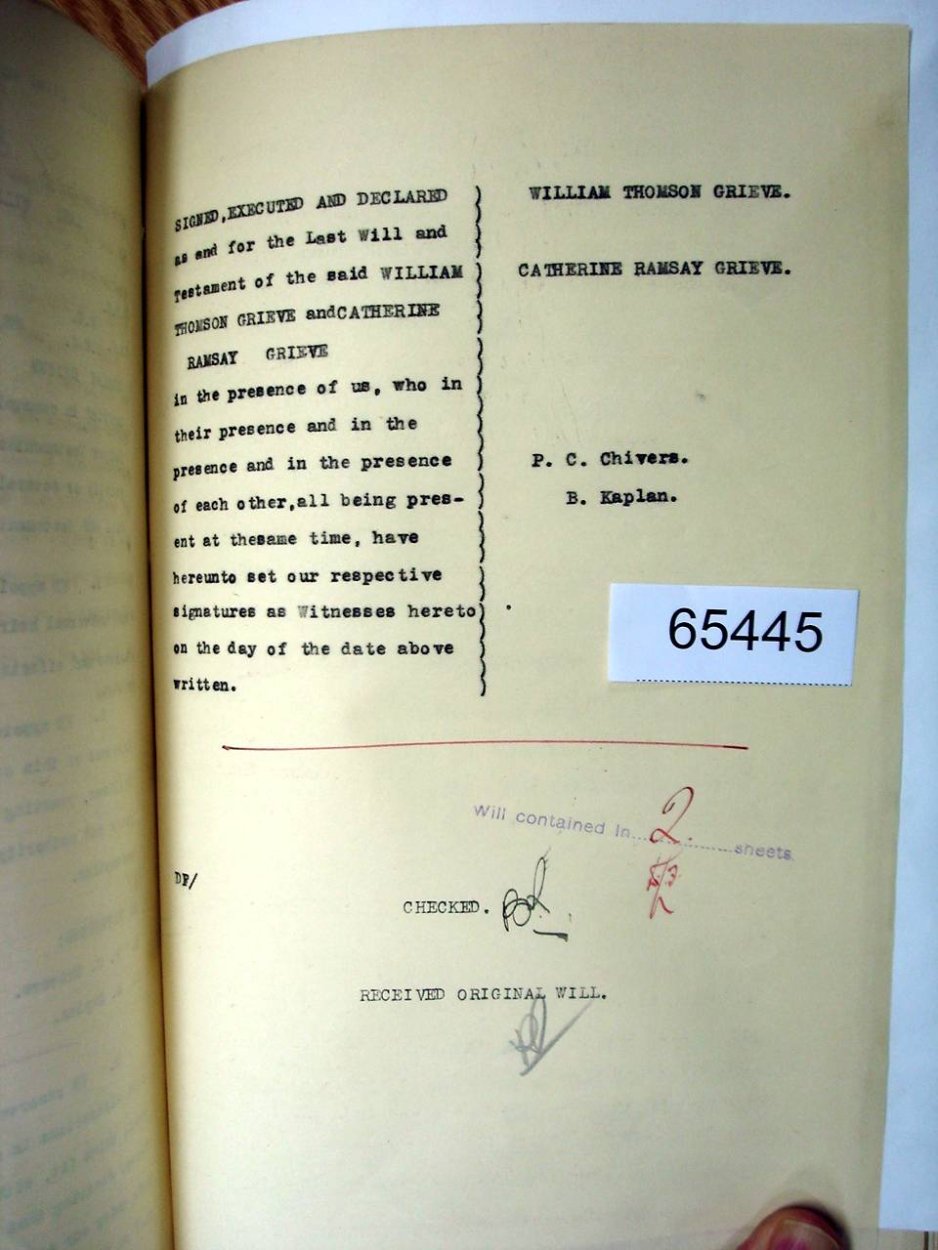 SIGNED,EXECUTED AND DECLARED
as and for the Last Will and
Testament of the said WILLIAM
THOMSON GRIEVE andCATHERINE
RAMSAY GRIEVE
in the presence of us, who in
their presence and in the
presence and in the presence
of each other,all being pres-
ent at thesame time, have
hereunto set our respective
signatures as Witnesses hereto
on the day of the date above
written.
WILLIAM THOMSON GRIEVE.
CATHERINE RAMSAY GRIEVE.
P. C. Chivers.
B. Kaplan.
65445
Will contained in 2 sheets
DF/
CHECKED.
RECEIVED ORIGINAL WILL.